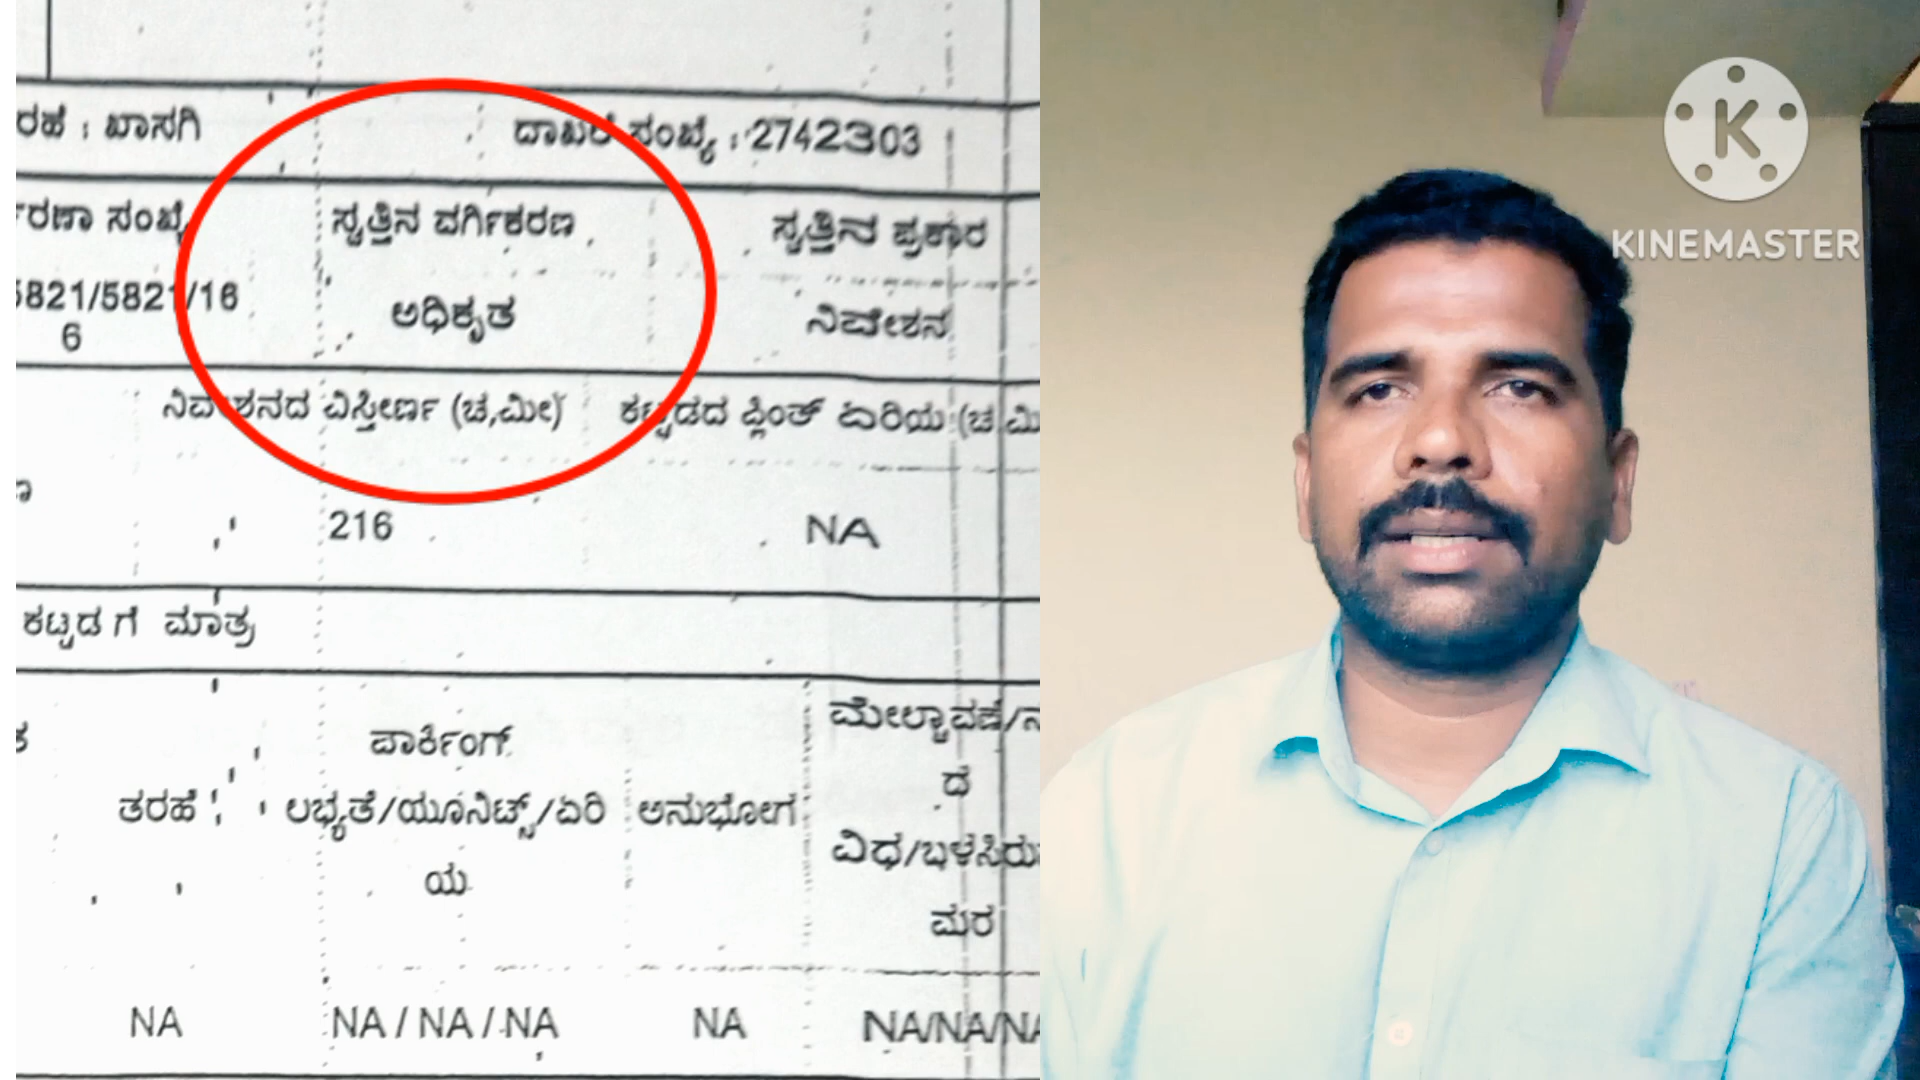 ರಹೆ : ಖಾಸಗಿ ದಾಖಲೆ ಸಂಖ್ಯೆ : 2742303
ರಣಾ ಸಂಖ್ಯೆ ಸ್ವತ್ತಿನ ವರ್ಗಿಕರಣ ಸ್ವತ್ತಿನ ಪ್ರಕಾರ
5821/5821/16 ಅಧಿಕೃತ ನಿವೇಶನ
6
ನಿವೇಶನದ ವಿಸ್ತೀರ್ಣ (ಚ,ಮೀ) ಕಟ್ಟಡದ ಪ್ಲಿಂತ್ ಏರಿಯ (ಚ.ಮಿ
216 NA
ಕಟ್ಟಡ ಗೆ ಮಾತ್ರ
ತರಹೆ ಪಾರ್ಕಿಂಗ್
ಲಭ್ಯತೆ/ಯೂನಿಟ್ಸ್/ಏರಿ
ಯ ಅನುಭೋಗ ಮೇಲ್ಚಾವಣೆ/ನ
ದೆ
ವಿಧ/ಬಳಸಿರು
ಮರ
NA NA / NA / NA NA NA/NA/NA
K
KINEMASTER